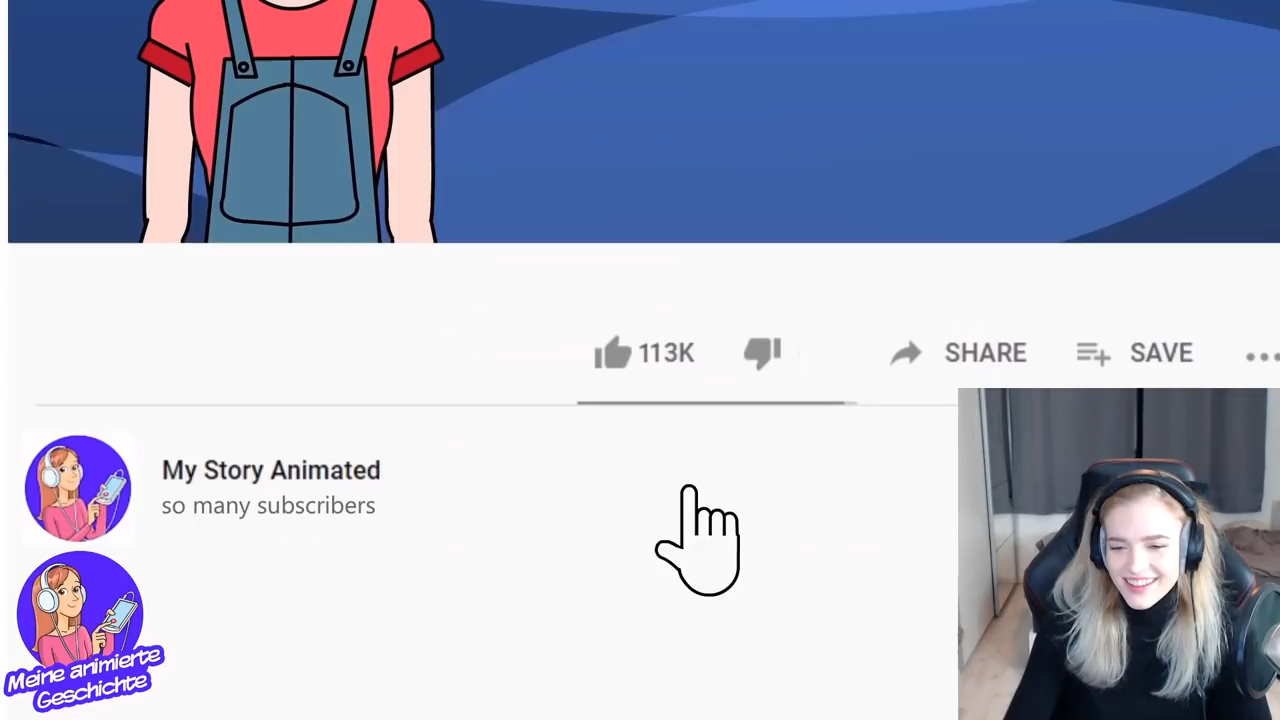 113K
SHARE
SAVE
My Story Animated
so many subscribers
Meine animierte
Geschichte